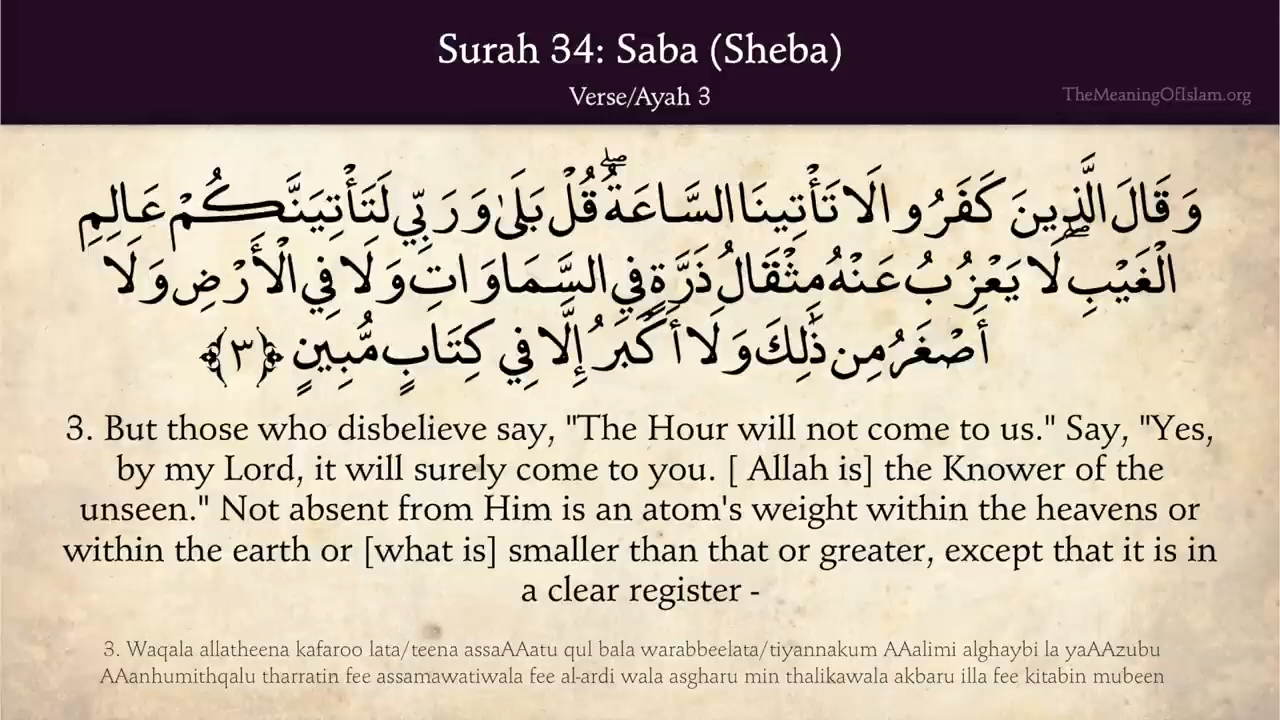 Surah 34: Saba (Sheba)
Verse/Ayah 3
TheMeaningOfIslam.org
وَقَالَ الَّذِينَ كَفَرُوا لَا تَأْتِينَا السَّاعَةُ ۖ قُلْ بَلَىٰ وَرَبِّي لَتَأْتِيَنَّكُمْ عَالِمِ
الْغَيْبِ ۖ لَا يَعْزُبُ عَنْهُ مِثْقَالُ ذَرَّةٍ فِي السَّمَاوَاتِ وَلَا فِي الْأَرْضِ وَلَا
أَصْغَرُ مِن ذَٰلِكَ وَلَا أَكْبَرُ إِلَّا فِي كِتَابٍ مُّبِينٍ ﴿٣﴾
3. But those who disbelieve say, "The Hour will not come to us." Say, "Yes,
by my Lord, it will surely come to you. [ Allah is] the Knower of the
unseen." Not absent from Him is an atom's weight within the heavens or
within the earth or [what is] smaller than that or greater, except that it is in
a clear register -
3. Waqala allatheena kafaroo lata/teena assaAAatu qul bala warabbeelata/tiyannakum AAalimi alghaybi la yaAAzubu
AAanhumithqalu tharratin fee assamawatiwala fee al-ardi wala asgharu min thalikawala akbaru illa fee kitabin mubeen